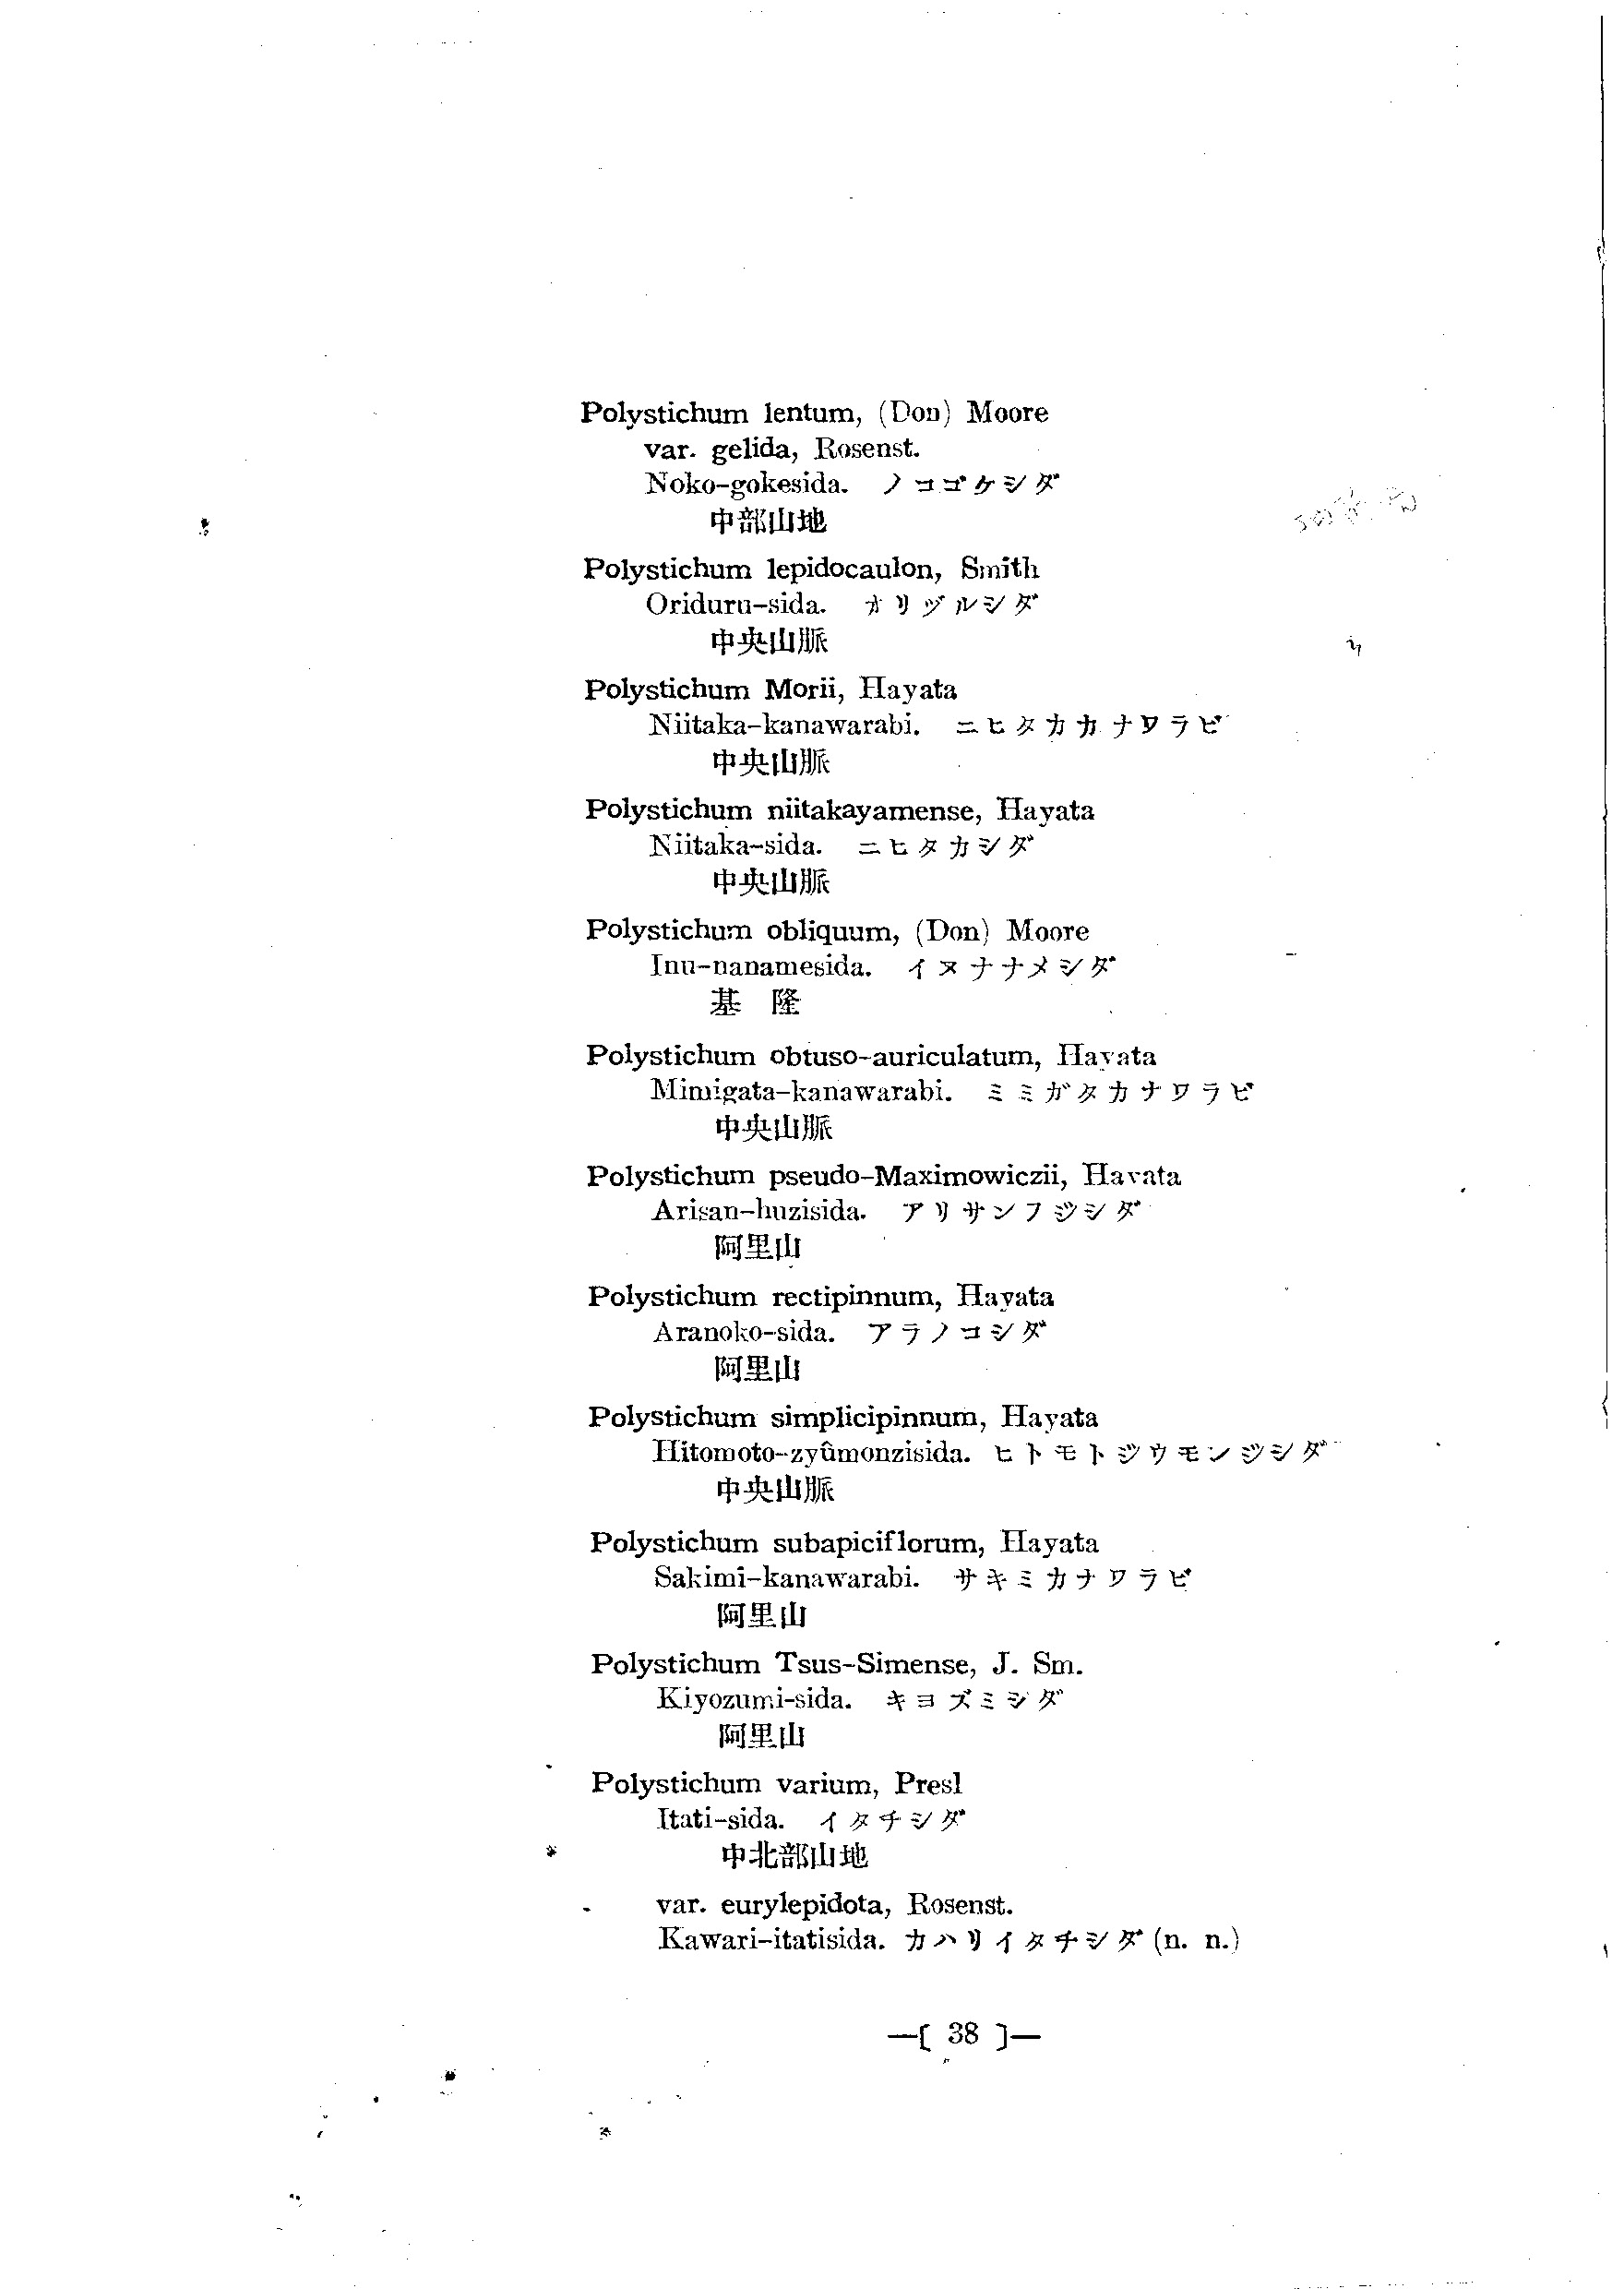 Polystichum lentum, (Don) Moore
var. gelida, Rosenst.
Noko-gokesida. ノコゴケシダ
中部山地
Polystichum lepidocaulon, Smith
Oriduru-sida. オリヅルシダ
中央山脈
Polystichum Morii, Hayata
Niitaka-kanawarabi. ニヒタカカナワラビ
中央山脈
Polystichum niitakayamense, Hayata
Niitaka-sida. ニヒタカシダ
中央山脈
Polystichum obliquum, (Don) Moore
Inu-nanamesida. イヌナナメシダ
基 隆
Polystichum obtuso-auriculatum, Hayata
Mimigata-kanawarabi. ミミガタカナワラビ
中央山脈
Polystichum pseudo-Maximowiczii, Hayata
Arisan-huzisida. アリサンフジシダ
阿里山
Polystichum rectipinnum, Hayata
Aranoko-sida. アラノコシダ
阿里山
Polystichum simplicipinnum, Hayata
Hitomoto-zyûmonzisida. ヒトモトジウモンジシダ
中央山脈
Polystichum subapiciflorum, Hayata
Sakimi-kanawarabi. サキミカナワラビ
阿里山
Polystichum Tsus-Simense, J. Sm.
Kiyozumi-sida. キヨズミシダ
阿里山
Polystichum varium, Presl
Itati-sida. イタチシダ
中北部山地
var. eurylepidota, Rosenst.
Kawari-itatisida. カハリイタチシダ (n. n.)
—[ 38 ]—